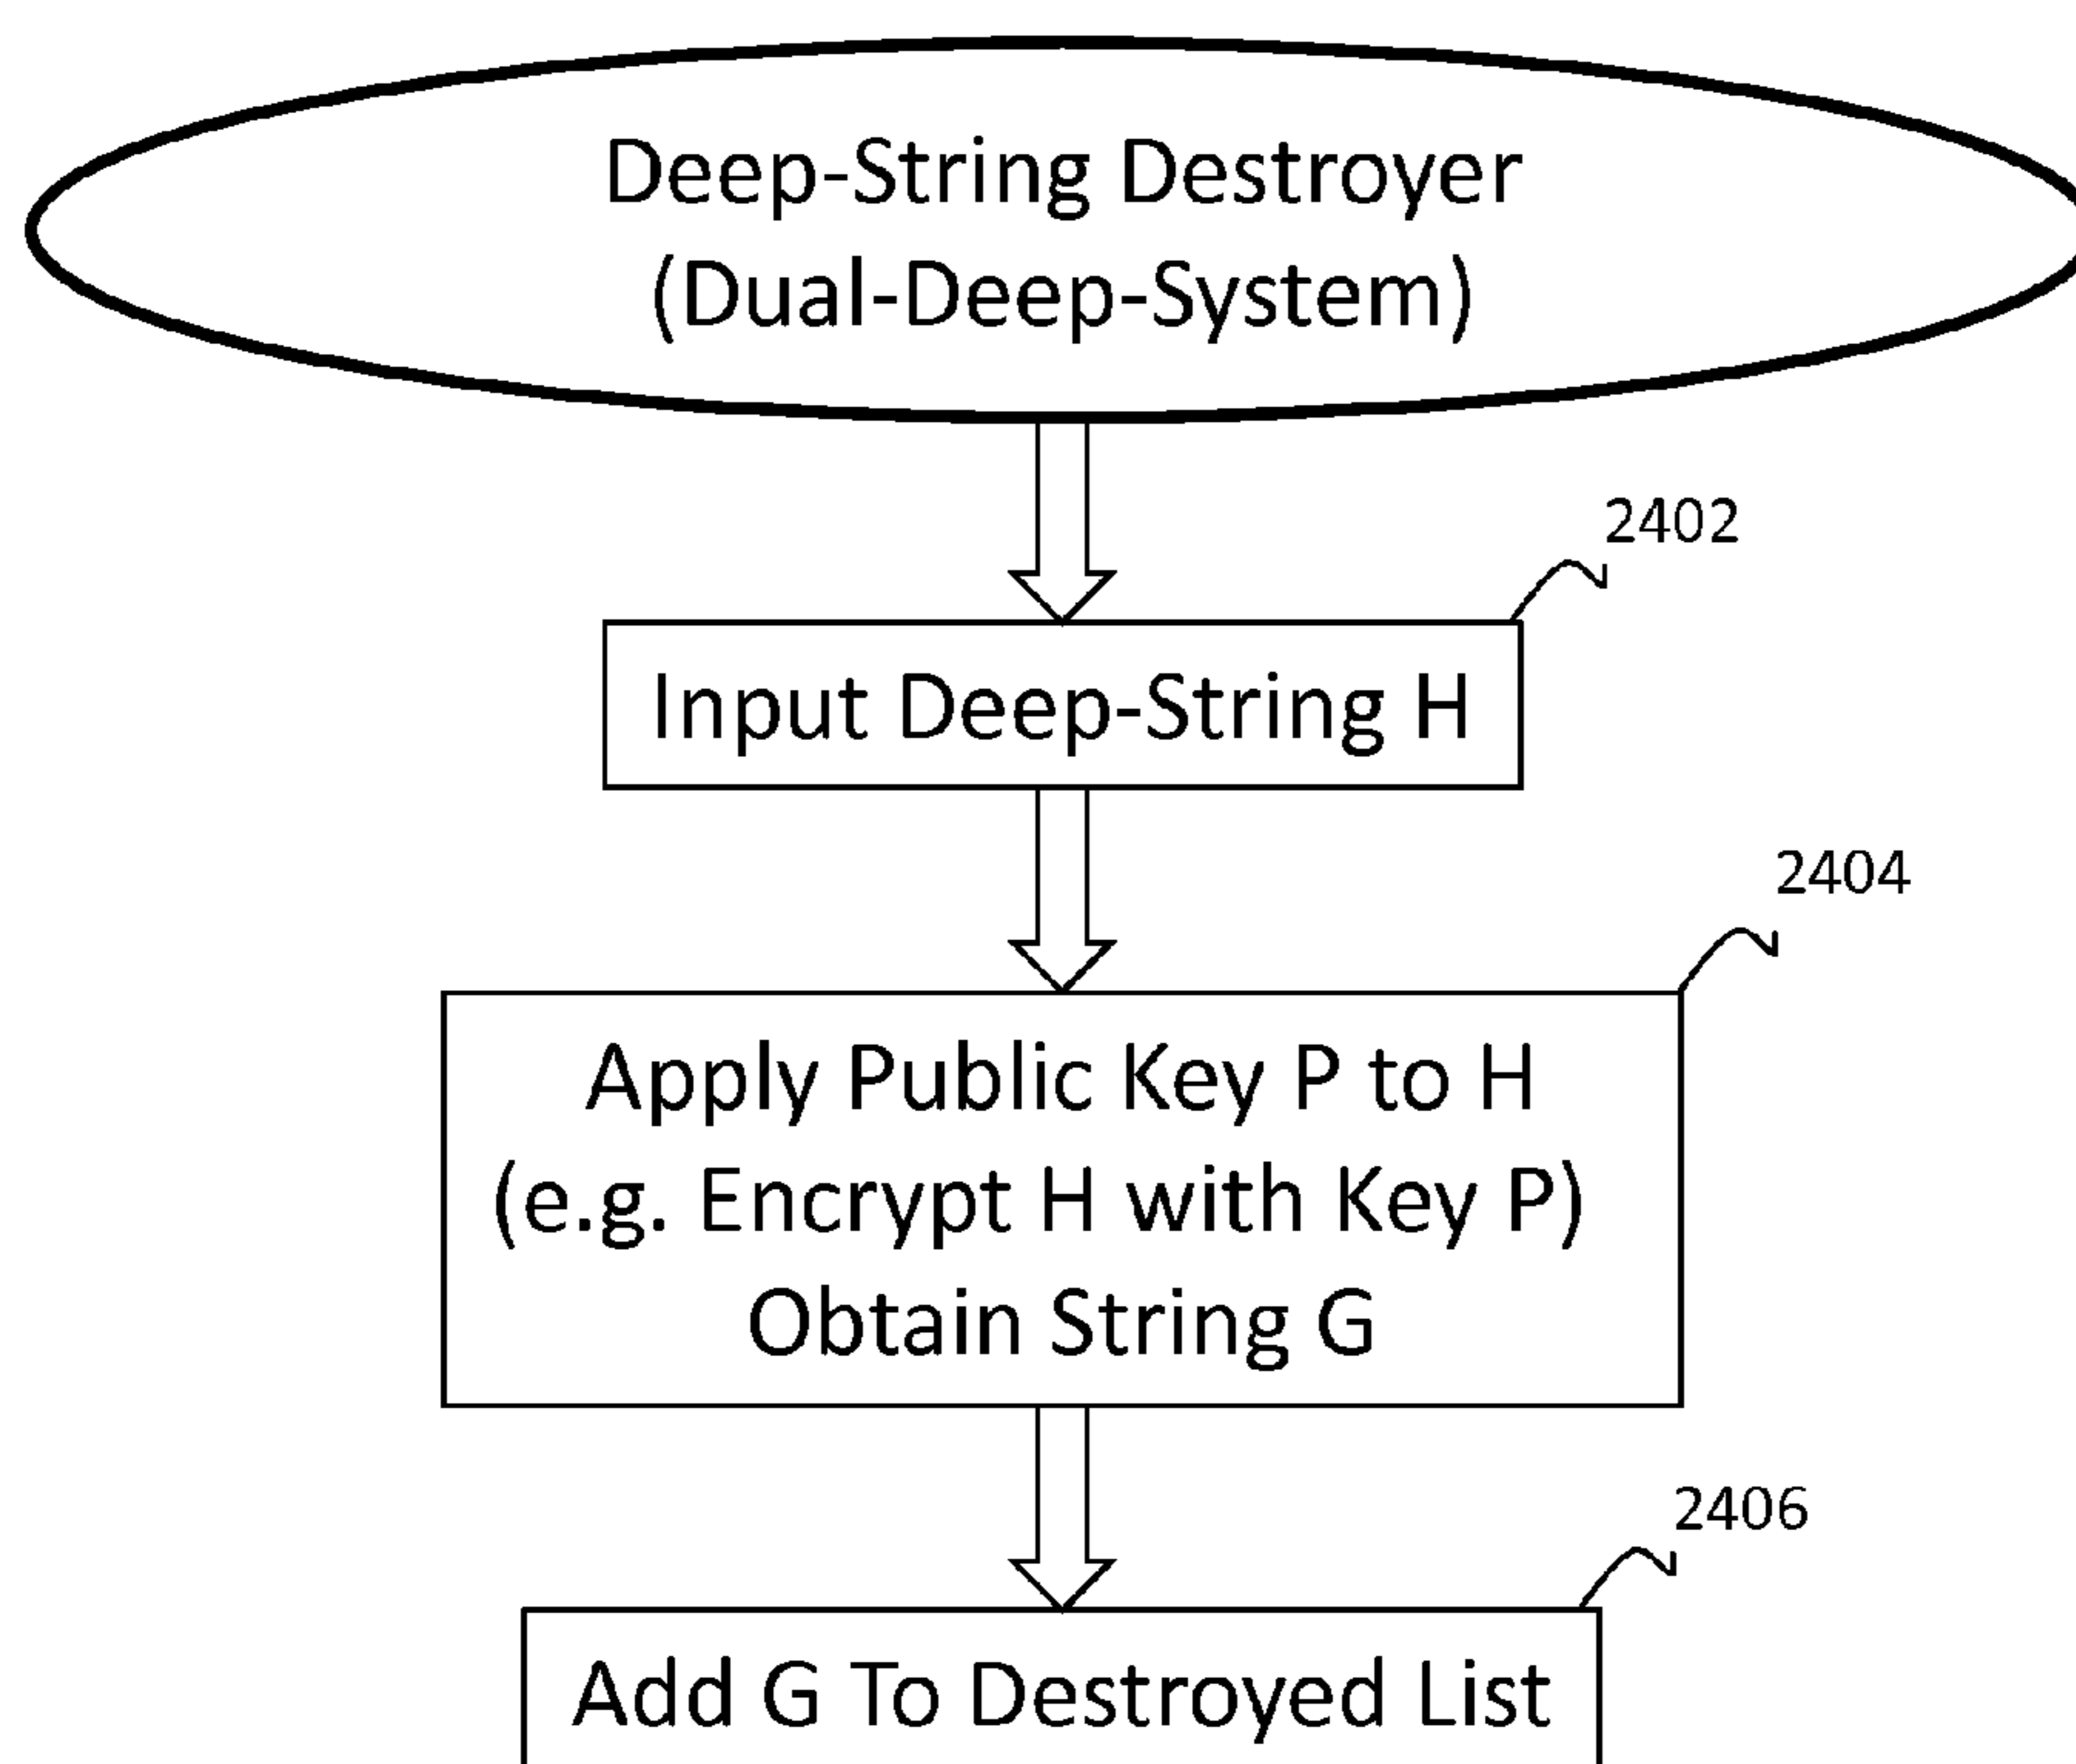 Deep-String Destroyer
(Dual-Deep-System)
2402
Input Deep-String H
2404
Apply Public Key P to H
(e.g. Encrypt H with Key P)
Obtain String G
2406
Add G To Destroyed List